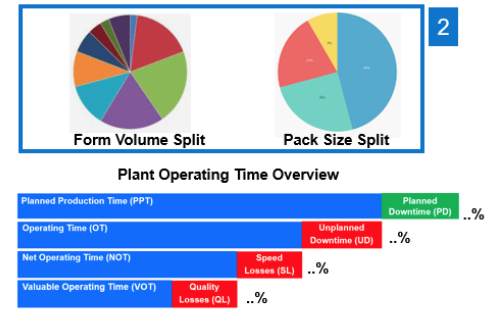 2
Form Volume Split
Pack Size Split
Plant Operating Time Overview
Planned Production Time (PPT)
Planned
Downtime (PD)
..%
Operating Time (OT)
Unplanned
Downtime (UD)
..%
Net Operating Time (NOT)
Speed
Losses (SL)
..%
Valuable Operating Time (VOT)
Quality
Losses (QL)
..%